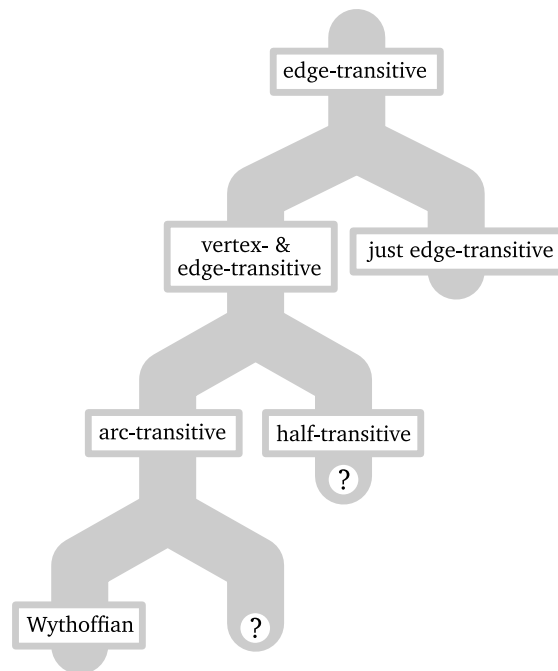 edge-transitive
vertex- &
edge-transitive
just edge-transitive
arc-transitive
half-transitive
?
Wythoffian
?